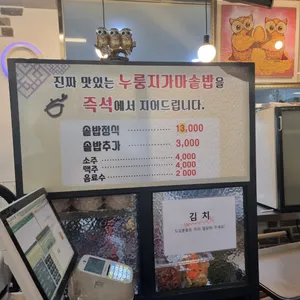 진짜 맛있는 누룽지가마솥밥을
즉석에서 지어드립니다.
솥밥정식 13,000
솥밥추가 3,000
소주 4,000
맥주 4,000
음료수 2 000
김치